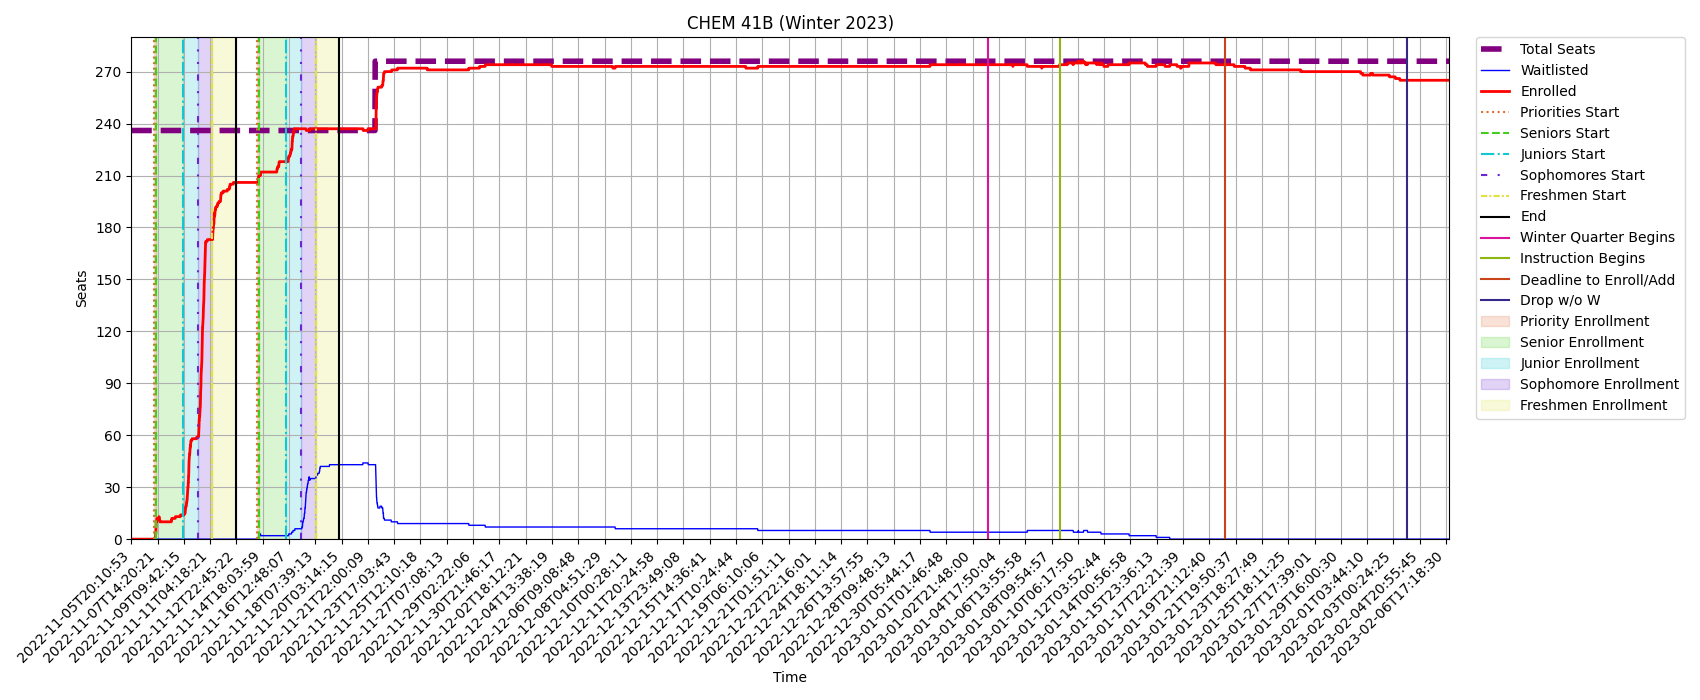 CHEM 41B (Winter 2023)
Seats
270
240
210
180
150
120
90
60
30
0
2022-11-05T20:10:53
2022-11-07T14:20:21
2022-11-09T09:42:15
2022-11-11T04:18:21
2022-11-12T22:45:22
2022-11-14T18:03:59
2022-11-16T12:48:07
2022-11-18T07:39:13
2022-11-20T03:14:15
2022-11-21T22:00:09
2022-11-23T17:03:43
2022-11-25T12:10:18
2022-11-27T07:08:13
2022-11-29T02:22:06
2022-11-30T21:46:17
2022-12-02T18:12:21
2022-12-04T13:38:19
2022-12-06T09:08:48
2022-12-08T04:51:29
2022-12-10T00:28:11
2022-12-11T20:24:58
2022-12-13T23:49:08
2022-12-15T14:36:41
2022-12-17T10:24:44
2022-12-19T06:10:06
2022-12-21T01:51:11
2022-12-22T22:16:01
2022-12-24T18:11:14
2022-12-26T13:57:55
2022-12-28T09:48:13
2022-12-30T05:44:17
2023-01-01T01:46:48
2023-01-02T21:48:00
2023-01-04T17:50:04
2023-01-06T13:55:58
2023-01-08T09:54:57
2023-01-10T06:17:50
2023-01-12T03:52:44
2023-01-14T00:56:58
2023-01-15T23:36:13
2023-01-17T22:21:39
2023-01-19T21:12:40
2023-01-21T19:50:37
2023-01-23T18:27:49
2023-01-25T18:11:25
2023-01-27T17:39:01
2023-01-29T16:00:30
2023-02-01T03:44:10
2023-02-03T00:24:25
2023-02-04T20:55:45
2023-02-06T17:18:30
Time
Total Seats
Waitlisted
Enrolled
Priorities Start
Seniors Start
Juniors Start
Sophomores Start
Freshmen Start
End
Winter Quarter Begins
Instruction Begins
Deadline to Enroll/Add
Drop w/o W
Priority Enrollment
Senior Enrollment
Junior Enrollment
Sophomore Enrollment
Freshmen Enrollment